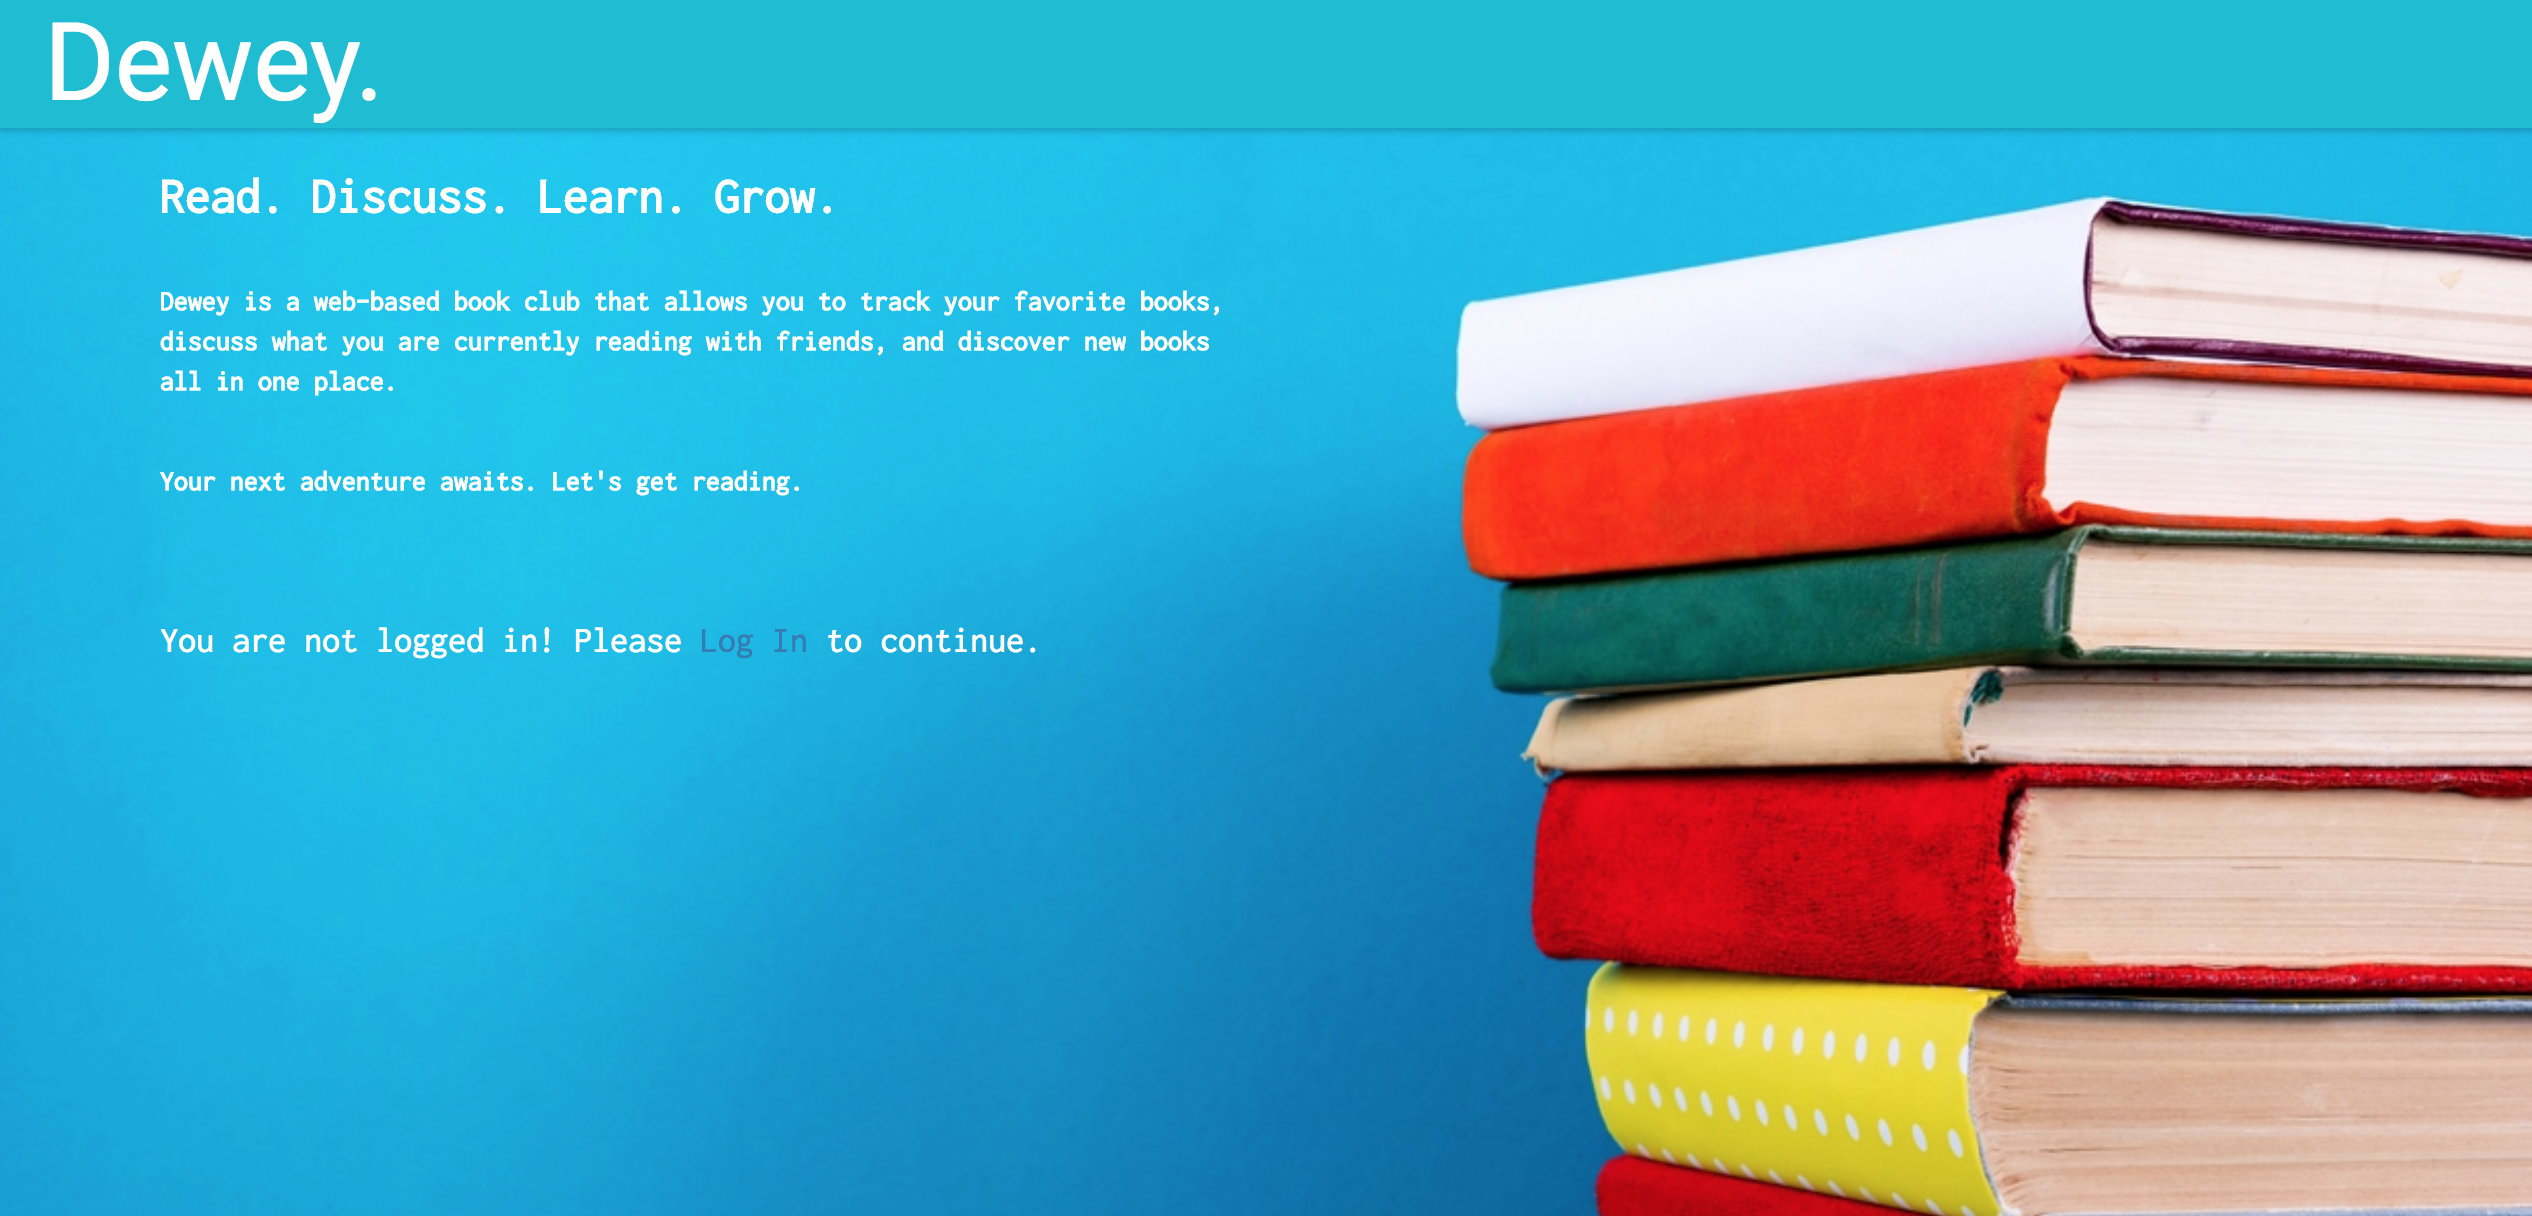 Dewey.
Read. Discuss. Learn. Grow.
Dewey is a web-based book club that allows you to track your favorite books,
discuss what you are currently reading with friends, and discover new books
all in one place.
Your next adventure awaits. Let's get reading.
You are not logged in! Please Log In to continue.